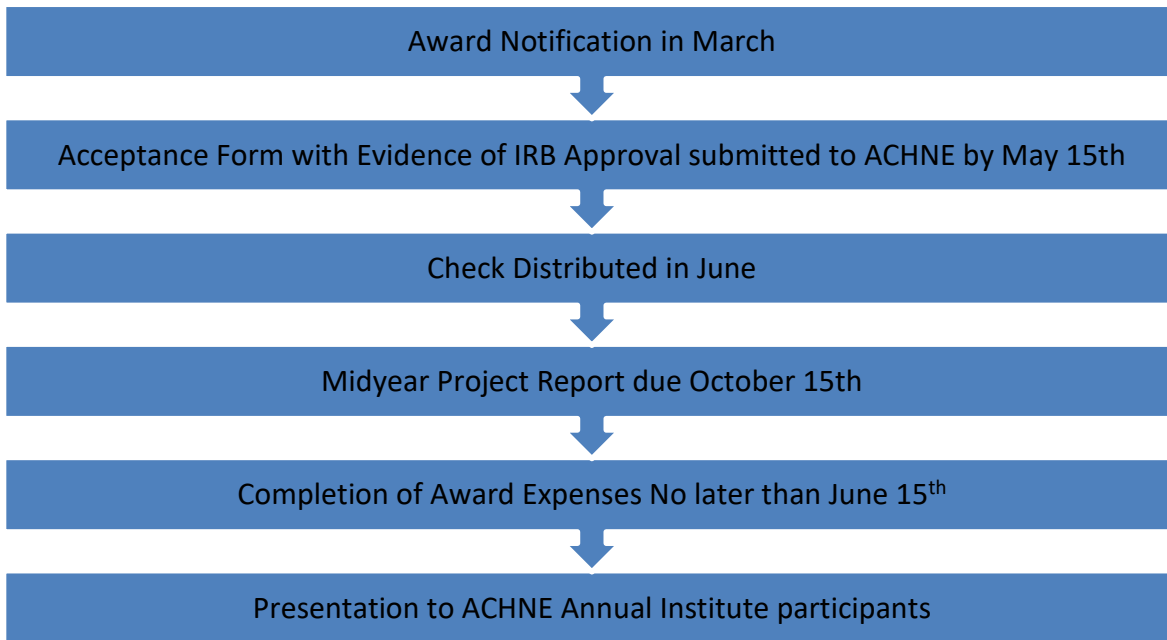 Award Notification in March
Acceptance Form with Evidence of IRB Approval submitted to ACHNE by May 15th
Check Distributed in June
Midyear Project Report due October 15th
Completion of Award Expenses No later than June 15th
Presentation to ACHNE Annual Institute participants